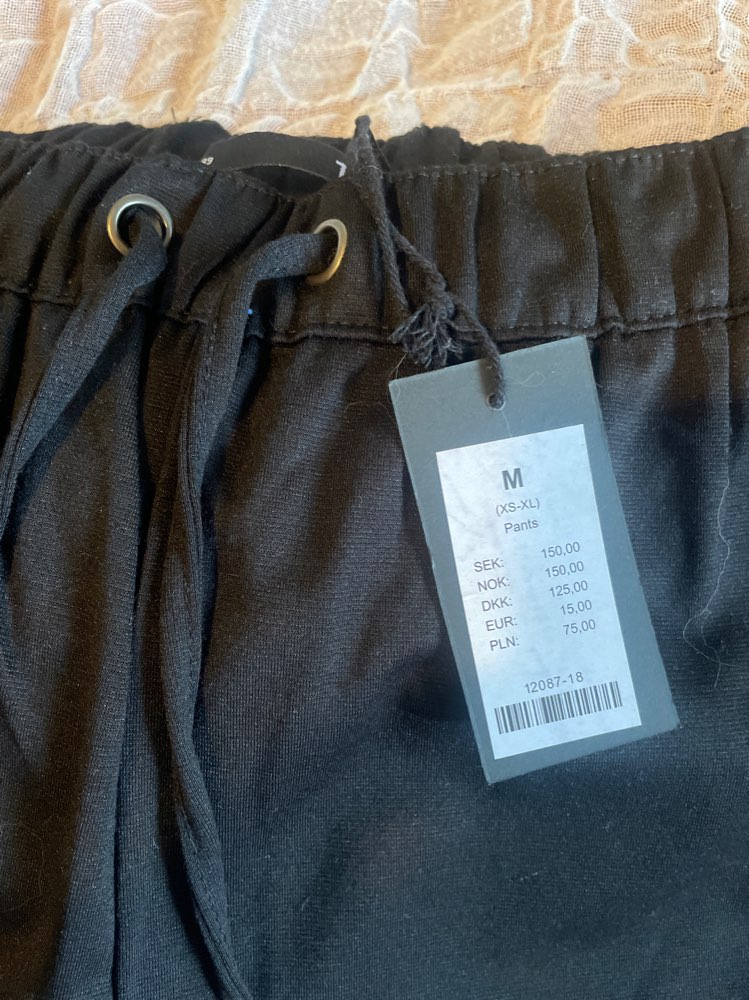 M
(XS-XL)
Pants
SEK: 150,00
NOK: 150,00
DKK: 125,00
EUR: 15,00
PLN: 75,00
12087-18